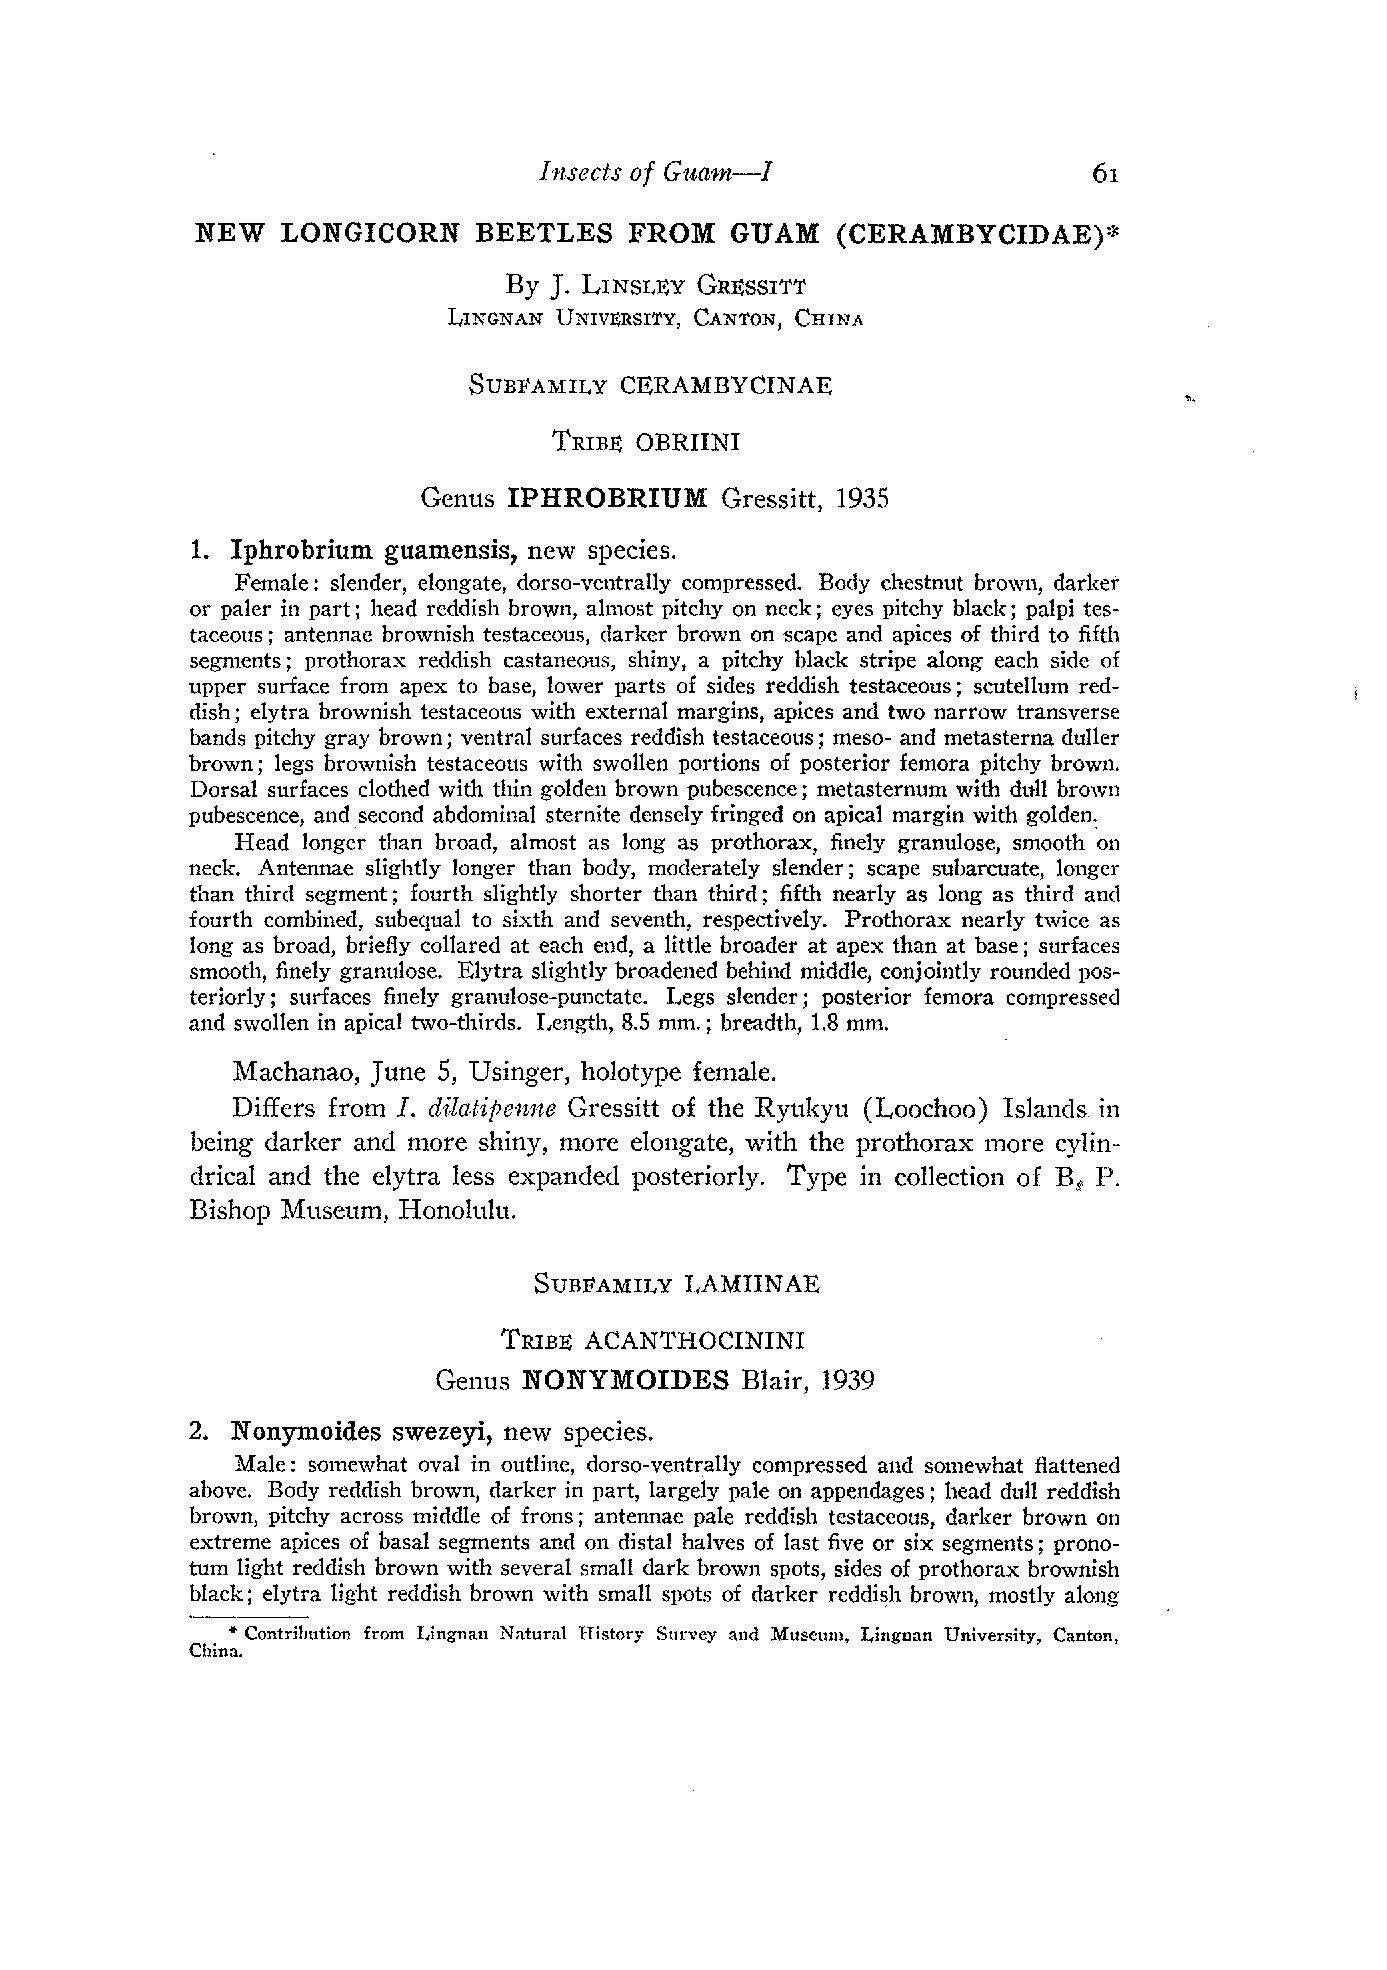 Insects of Guam—I 61
NEW LONGICORN BEETLES FROM GUAM (CERAMBYCIDAE)*
By J. LINSLEY GRESSITT
LINGNAN UNIVERSITY, CANTON, CHINA
SUBFAMILY CERAMBYCINAE
TRIBE OBRIINI
Genus IPHROBRIUM Gressitt, 1935
1. Iphrobrium guamensis, new species.
Female: slender, elongate, dorso-ventrally compressed. Body chestnut brown, darker
or paler in part; head reddish brown, almost pitchy on neck; eyes pitchy black; palpi tes-
taceous; antennae brownish testaceous, darker brown on scape and apices of third to fifth
segments; prothorax reddish castaneous, shiny, a pitchy black stripe along each side of
upper surface from apex to base, lower parts of sides reddish testaceous; scutellum red-
dish; elytra brownish testaceous with external margins, apices and two narrow transverse
bands pitchy gray brown; ventral surfaces reddish testaceous; meso- and metasterna duller
brown; legs brownish testaceous with swollen portions of posterior femora pitchy brown.
Dorsal surfaces clothed with thin golden brown pubescence; metasternum with dull brown
pubescence, and second abdominal sternite densely fringed on apical margin with golden.
Head longer than broad, almost as long as prothorax, finely granulose, smooth on
neck. Antennae slightly longer than body, moderately slender; scape subarcuate, longer
than third segment; fourth slightly shorter than third; fifth nearly as long as third and
fourth combined, subequal to sixth and seventh, respectively. Prothorax nearly twice as
long as broad, briefly collared at each end, a little broader at apex than at base; surfaces
smooth, finely granulose. Elytra slightly broadened behind middle, conjointly rounded pos-
teriorly; surfaces finely granulose-punctate. Legs slender; posterior femora compressed
and swollen in apical two-thirds. Length, 8.5 mm.; breadth, 1.8 mm.
Machanao, June 5, Usinger, holotype female.
Differs from I. dilatipenne Gressitt of the Ryukyu (Loochoo) Islands in
being darker and more shiny, more elongate, with the prothorax more cylin-
drical and the elytra less expanded posteriorly. Type in collection of B. P.
Bishop Museum, Honolulu.
SUBFAMILY LAMIINAE
TRIBE ACANTHOCININI
Genus NONYMOIDES Blair, 1939
2. Nonymoides swezeyi, new species.
Male: somewhat oval in outline, dorso-ventrally compressed and somewhat flattened
above. Body reddish brown, darker in part, largely pale on appendages; head dull reddish
brown, pitchy across middle of frons; antennae pale reddish testaceous, darker brown on
extreme apices of basal segments and on distal halves of last five or six segments; prono-
tum light reddish brown with several small dark brown spots, sides of prothorax brownish
black; elytra light reddish brown with small spots of darker reddish brown, mostly along
* Contribution from Lingnan Natural History Survey and Museum, Lingnan University, Canton,
China.